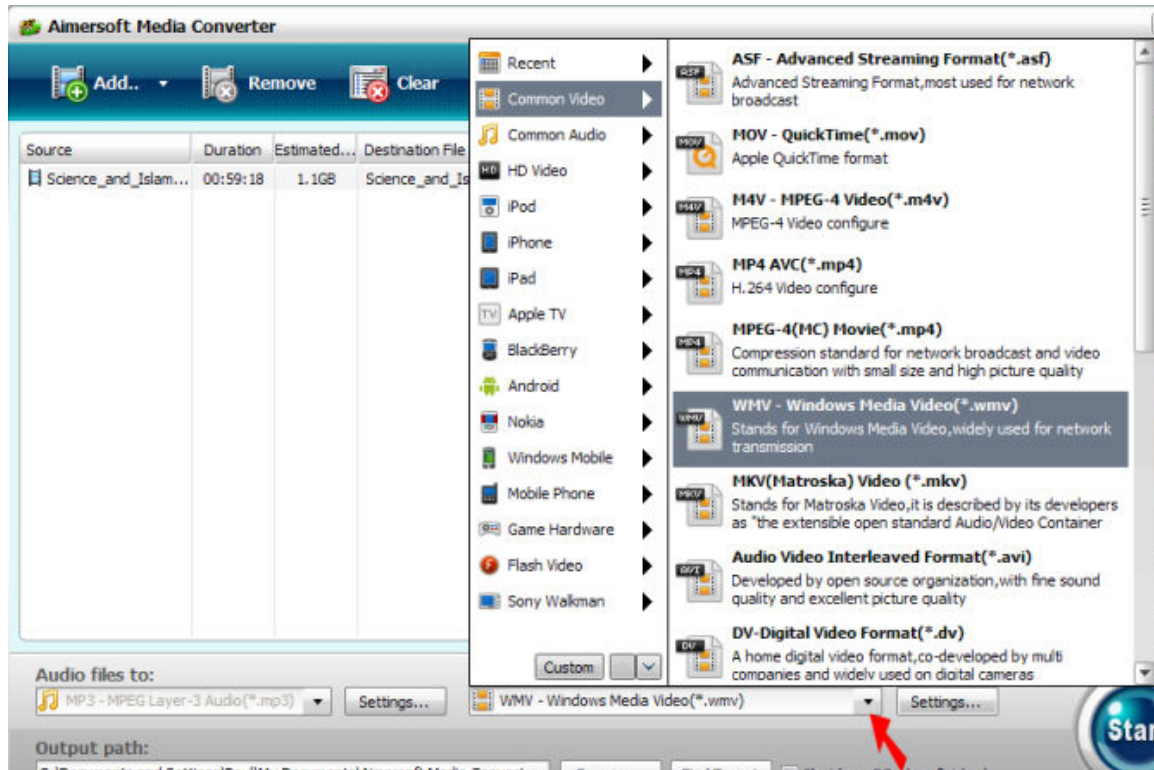 Aimersoft Media Converter
Add..
Remove
Clear
Source
Duration
Estimated...
Destination File
Science_and_Islam...
00:59:18
1.1GB
Science_and_Is
Recent
Common Video
Common Audio
HD Video
iPod
iPhone
iPad
Apple TV
BlackBerry
Android
Nokia
Windows Mobile
Mobile Phone
Game Hardware
Flash Video
Sony Walkman
Custom
ASF - Advanced Streaming Format(*.asf)
Advanced Streaming Format,most used for network
broadcast
MOV - QuickTime(*.mov)
Apple QuickTime format
M4V - MPEG-4 Video(*.m4v)
MPEG-4 Video configure
MP4 AVC(*.mp4)
H.264 Video configure
MPEG-4(MC) Movie(*.mp4)
Compression standard for network broadcast and video
communication with small size and high picture quality
WMV - Windows Media Video(*.wmv)
Stands for Windows Media Video,widely used for network
transmission
MKV(Matroska) Video (*.mkv)
Stands for Matroska Video,it is described by its developers
as "the extensible open standard Audio/Video Container
Audio Video Interleaved Format(*.avi)
Developed by open source organization,with fine sound
quality and excellent picture quality
DV-Digital Video Format(*.dv)
A home digital video format,co-developed by multi
companies and widely used on digital cameras
Audio files to:
MP3 - MPEG Layer-3 Audio(*.mp3)
Settings...
WMV - Windows Media Video(*.wmv)
Settings...
Star
Output path: